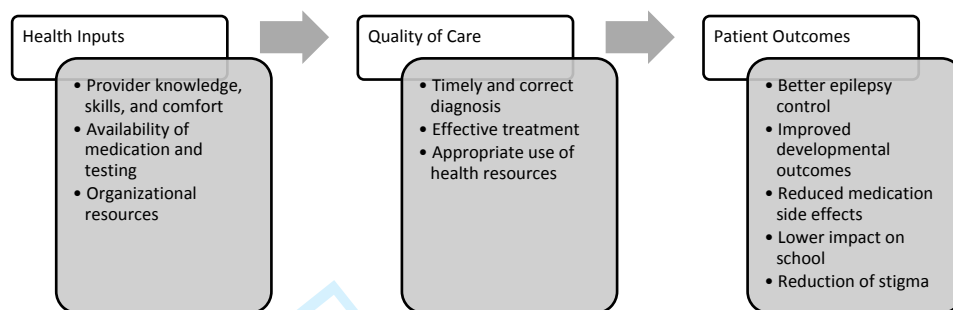 Health Inputs
• Provider knowledge,
skills, and comfort
• Availability of
medication and
testing
• Organizational
resources
Quality of Care
• Timely and correct
diagnosis
• Effective treatment
• Appropriate use of
health resources
Patient Outcomes
• Better epilepsy
control
• Improved
developmental
outcomes
• Reduced medication
side effects
• Lower impact on
school
• Reduction of stigma